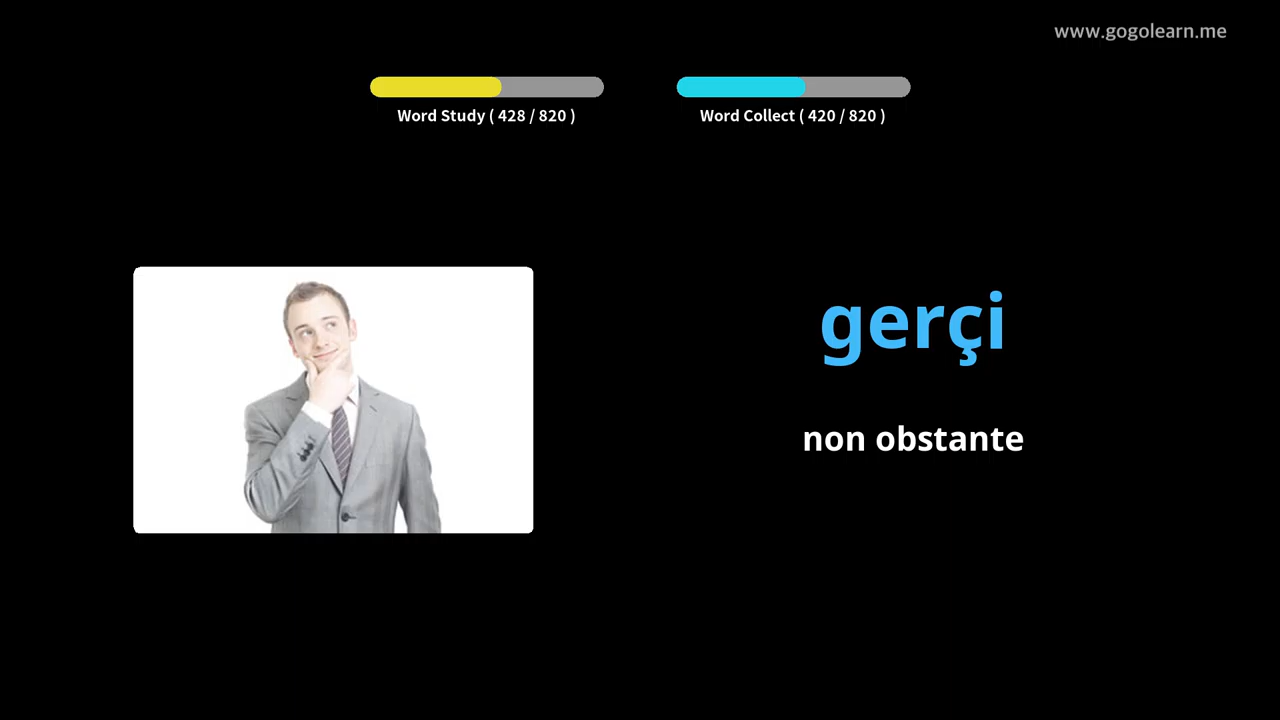 www.gogolearn.me
Word Study ( 428 / 820 )
Word Collect ( 420 / 820 )
gerçi
non obstante